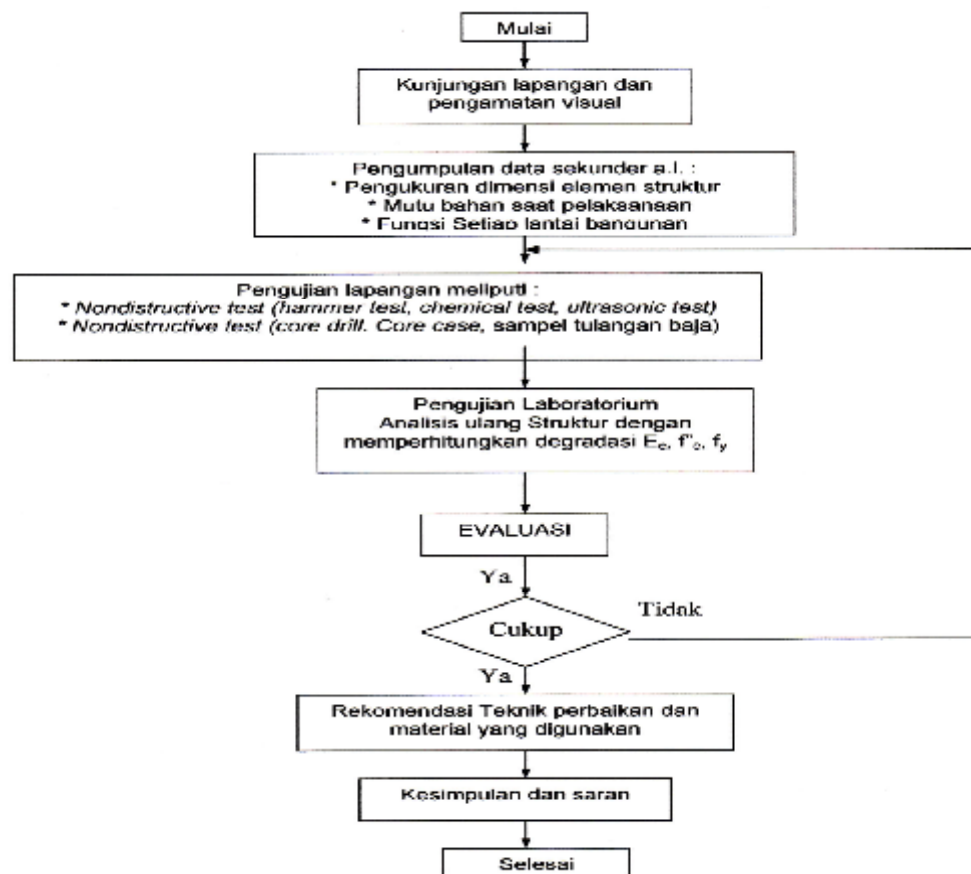 Mulai
Kunjungan lapangan dan
pengamatan visual
Pengumpulan data sekunder a.l. :
* Pengukuran dimensi elemen struktur
* Mutu bahan saat pelaksanaan
* Fungsi Setiap lantai bangunan
Pengujian lapangan meliputi :
* Nondistructive test (hammer test, chemical test, ultrasonic test)
* Nondistructive test (core drill. Core case, sampel tulangan baja)
Pengujian Laboratorium
Analisis ulang Struktur dengan
memperhitungkan degradasi Ec, f'c, fy
EVALUASI
Ya
Cukup
Tidak
Ya
Rekomendasi Teknik perbaikan dan
material yang digunakan
Kesimpulan dan saran
Selesai